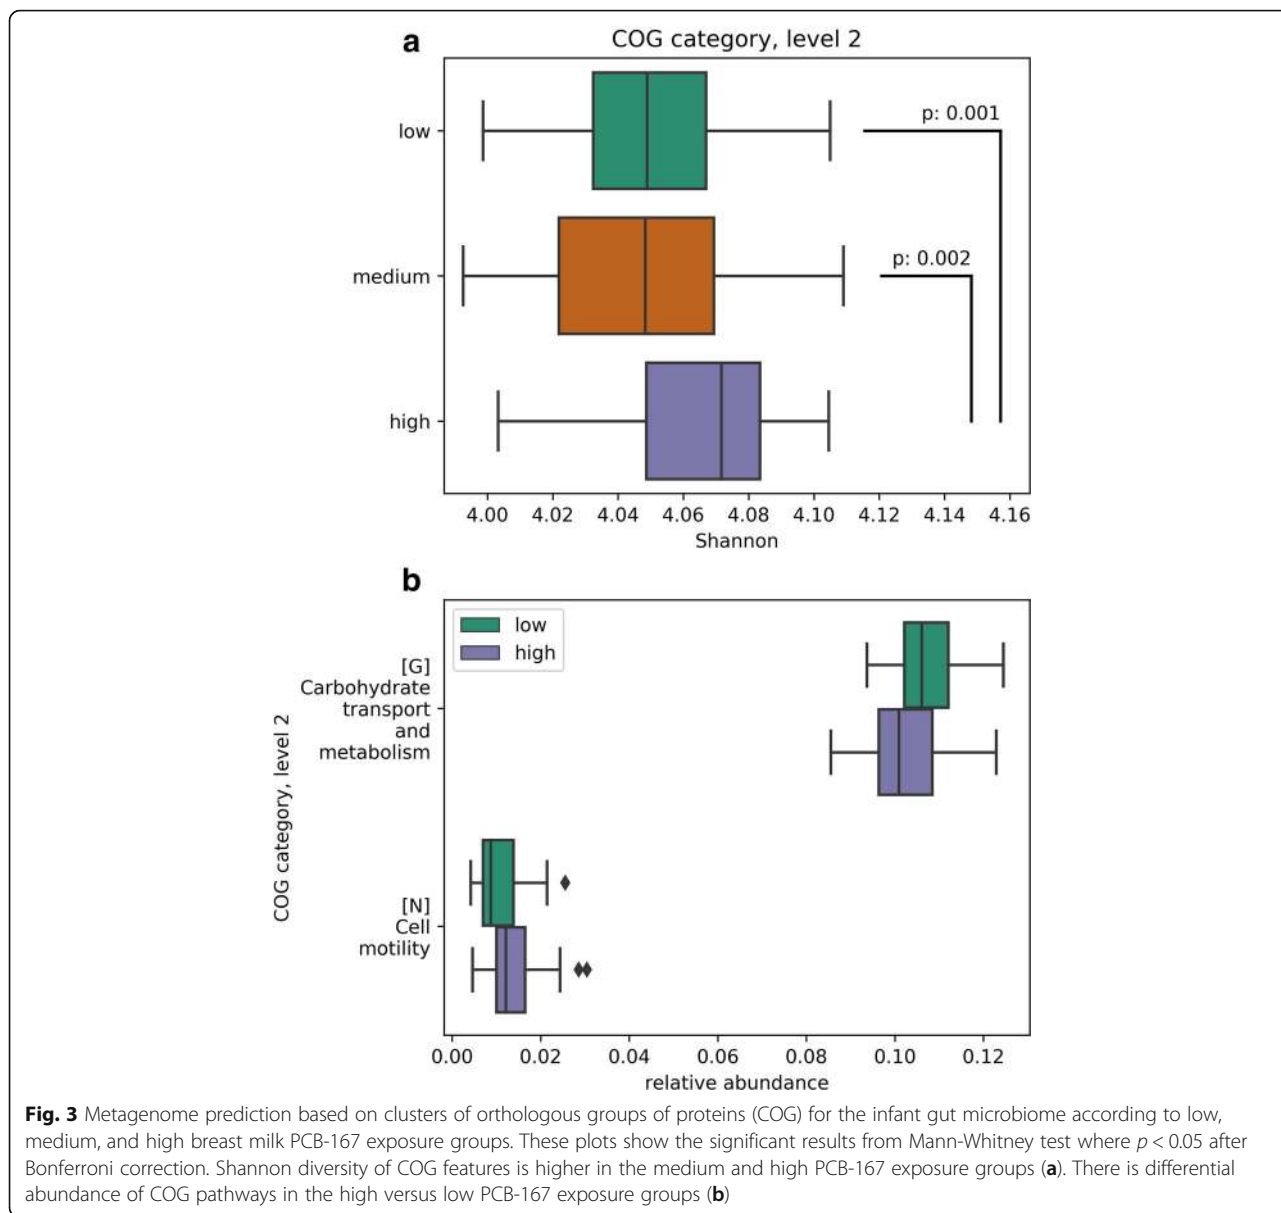 a
COG category, level 2
low
p: 0.001
medium
p: 0.002
high
4.00 4.02 4.04 4.06 4.08 4.10 4.12 4.14 4.16
Shannon
b
low
high
COG category, level 2
[G]
Carbohydrate
transport
and
metabolism
[N]
Cell
motility
0.00 0.02 0.04 0.06 0.08 0.10 0.12
relative abundance
Fig. 3 Metagenome prediction based on clusters of orthologous groups of proteins (COG) for the infant gut microbiome according to low,
medium, and high breast milk PCB-167 exposure groups. These plots show the significant results from Mann-Whitney test where p < 0.05 after
Bonferroni correction. Shannon diversity of COG features is higher in the medium and high PCB-167 exposure groups (a). There is differential
abundance of COG pathways in the high versus low PCB-167 exposure groups (b)